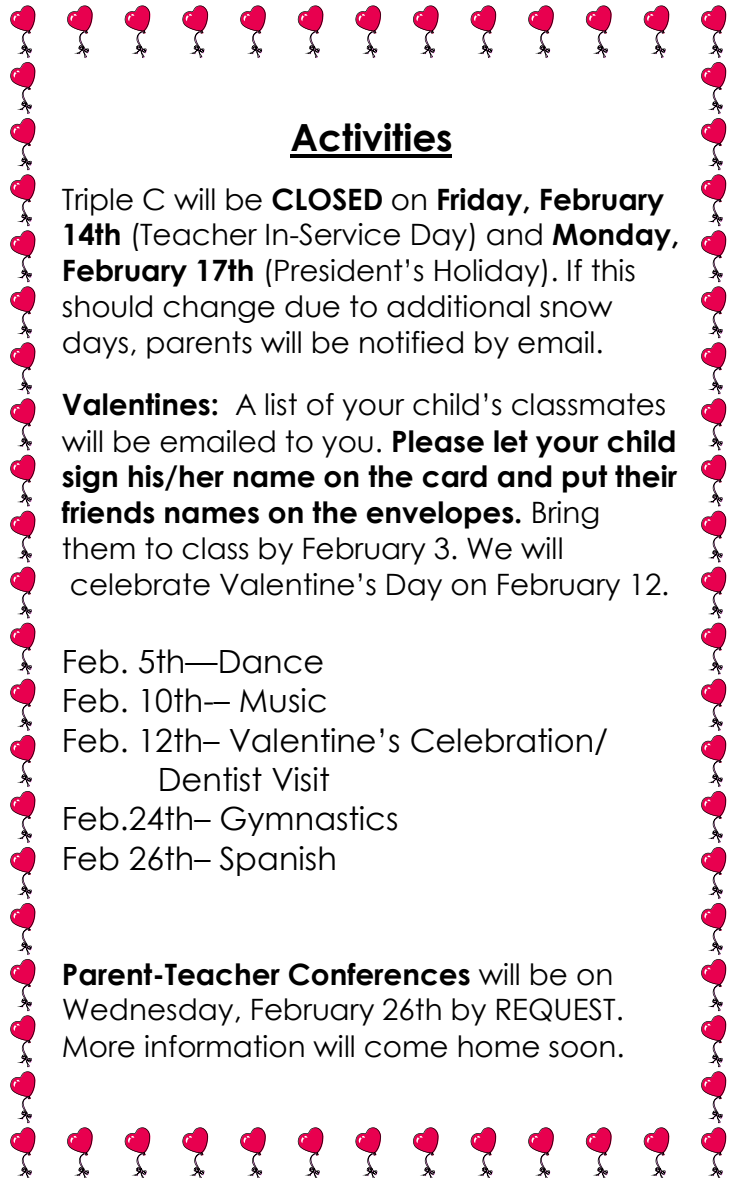 Activities
Triple C will be CLOSED on Friday, February
14th (Teacher In-Service Day) and Monday,
February 17th (President’s Holiday). If this
should change due to additional snow
days, parents will be notified by email.
Valentines:  A list of your child’s classmates
will be emailed to you. Please let your child
sign his/her name on the card and put their
friends names on the envelopes. Bring
them to class by February 3. We will
celebrate Valentine’s Day on February 12.
Feb. 5th—Dance
Feb. 10th-– Music
Feb. 12th– Valentine’s Celebration/
Dentist Visit
Feb.24th– Gymnastics
Feb 26th– Spanish
Parent-Teacher Conferences will be on
Wednesday, February 26th by REQUEST.
More information will come home soon.